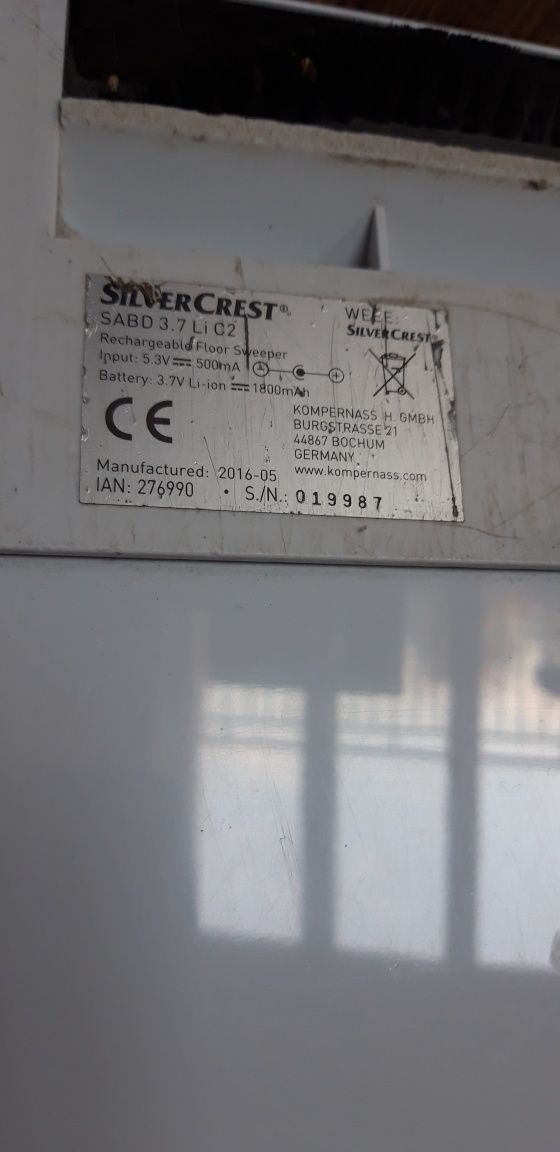 SILVERCREST®
SABD 3.7 Li C2
Rechargeable Floor Sweeper
Input: 5.3V 500mA
Battery: 3.7V Li-ion 1800mAh
CE
Manufactured: 2016-05
IAN: 276990 • S./N.: 019987
WEEE:
SILVERCREST®
KOMPERNASS H. GMBH
BURGSTRASSE 21
44867 BOCHUM
GERMANY
www.kompernass.com